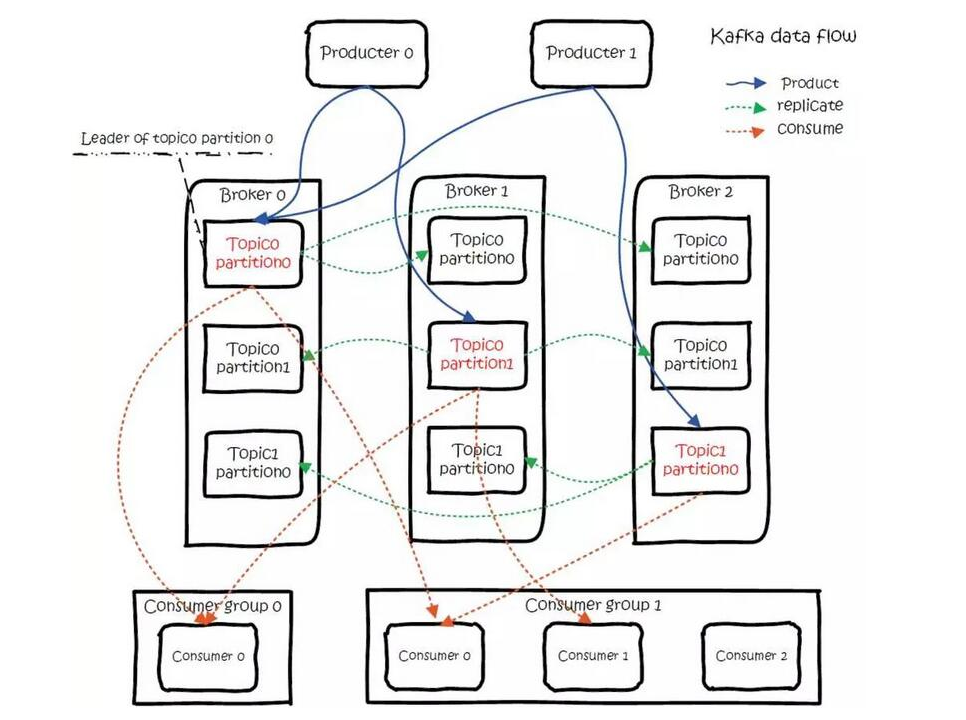 Producter 0
Producter 1
Kafka data flow
Product
replicate
consume
Leader of topico partition 0
Broker 0
Broker 1
Broker 2
Topico
partition0
Topico
partition0
Topico
partition0
Topico
partition1
Topico
partition1
Topico
partition1
Topic1
partition0
Topic1
partition0
Topic1
partition0
Consumer group 0
Consumer group 1
Consumer 0
Consumer 0
Consumer 1
Consumer 2